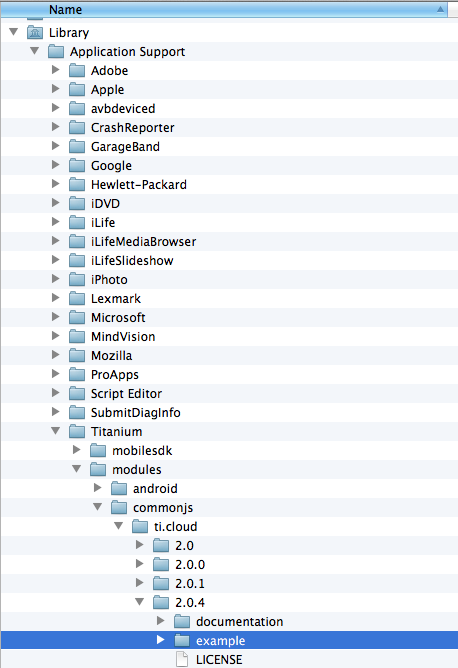 Name
Library
Application Support
Adobe
Apple
avbdeviced
CrashReporter
GarageBand
Google
Hewlett-Packard
iDVD
iLife
iLifeMediaBrowser
iLifeSlideshow
iPhoto
Lexmark
Microsoft
MindVision
Mozilla
ProApps
Script Editor
SubmitDiagInfo
Titanium
mobilesdk
modules
android
commonjs
ti.cloud
2.0
2.0.0
2.0.1
2.0.4
documentation
example
LICENSE